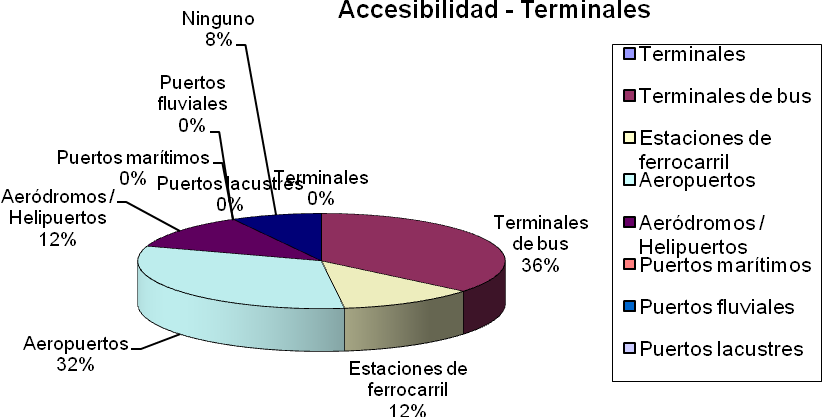 Accesibilidad - Terminales
Ninguno
8%
Puertos
fluviales
0%
Puertos marítimos
0%
Puertos lacustres
0%
Terminales
0%
Aeródromos /
Helipuertos
12%
Terminales
de bus
36%
Aeropuertos
32%
Estaciones de
ferrocarril
12%
Terminales
Terminales de bus
Estaciones de
ferrocarril
Aeropuertos
Aeródromos /
Helipuertos
Puertos marítimos
Puertos fluviales
Puertos lacustres